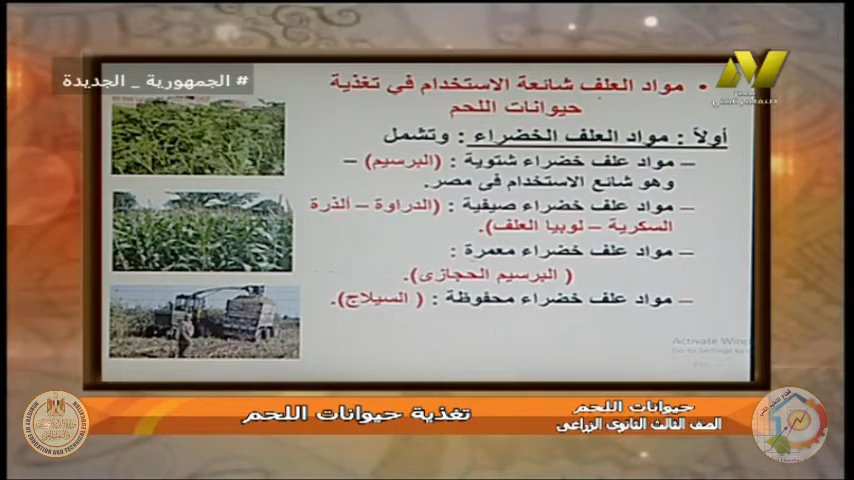 # الجمهورية _ الجديدة
• مواد العلف شائعة الاستخدام في تغذية
حيوانات اللحم
أولاً : مواد العلف الخضراء : وتشمل
– مواد علف خضراء شتوية : (البرسيم) –
وهو شائع الاستخدام فى مصر.
– مواد علف خضراء صيفية : (الدراوة – الذرة
السكرية – لوبيا العلف).
– مواد علف خضراء معمرة :
( البرسيم الحجازى).
– مواد علف خضراء محفوظة : ( السيلاج).
Activate Wind
Go to Settings to
حيوانات اللحم
الصف الثالث الثانوى الزراعى
تغذية حيوانات اللحم